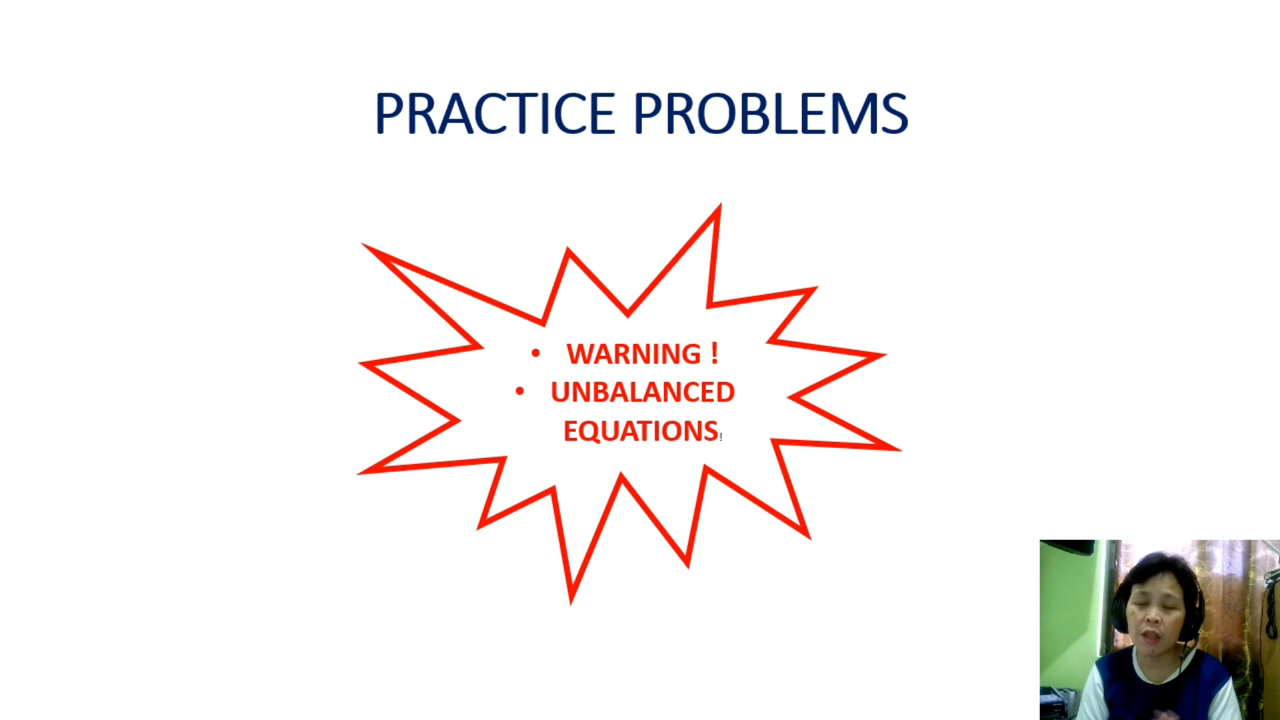 PRACTICE PROBLEMS
• WARNING !
• UNBALANCED
EQUATIONS!